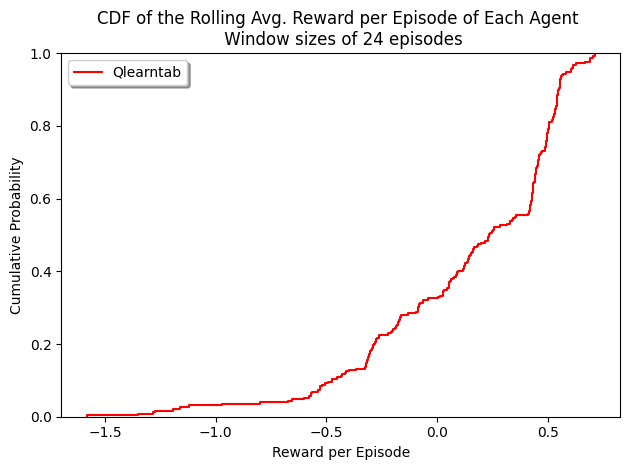 CDF of the Rolling Avg. Reward per Episode of Each Agent
Window sizes of 24 episodes
Qlearntab
Cumulative Probability
1.0
0.8
0.6
0.4
0.2
0.0
−1.5 −1.0 −0.5 0.0 0.5
Reward per Episode